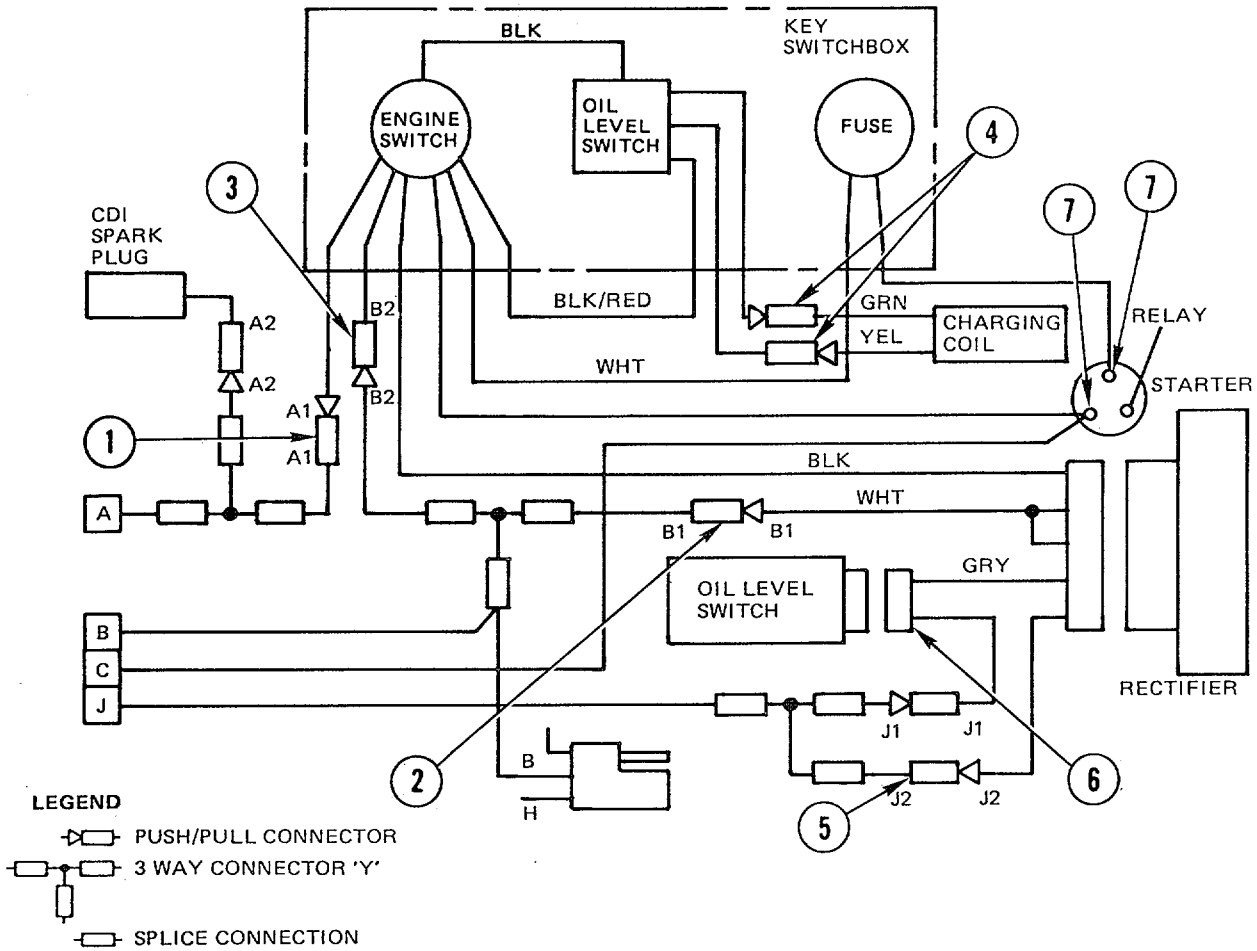 BLK
KEY
SWITCHBOX
ENGINE
SWITCH
OIL
LEVEL
SWITCH
FUSE
4
3
7
7
CDI
SPARK
PLUG
A2
A2
B2
B2
BLK/RED
GRN
YEL
CHARGING
COIL
RELAY
STARTER
WHT
1
A1
A1
BLK
A
WHT
B1
B1
OIL LEVEL
SWITCH
GRY
B
C
J
RECTIFIER
J1
J1
2
B
H
J2
J2
5
6
LEGEND
PUSH/PULL CONNECTOR
3 WAY CONNECTOR 'Y'
SPLICE CONNECTION